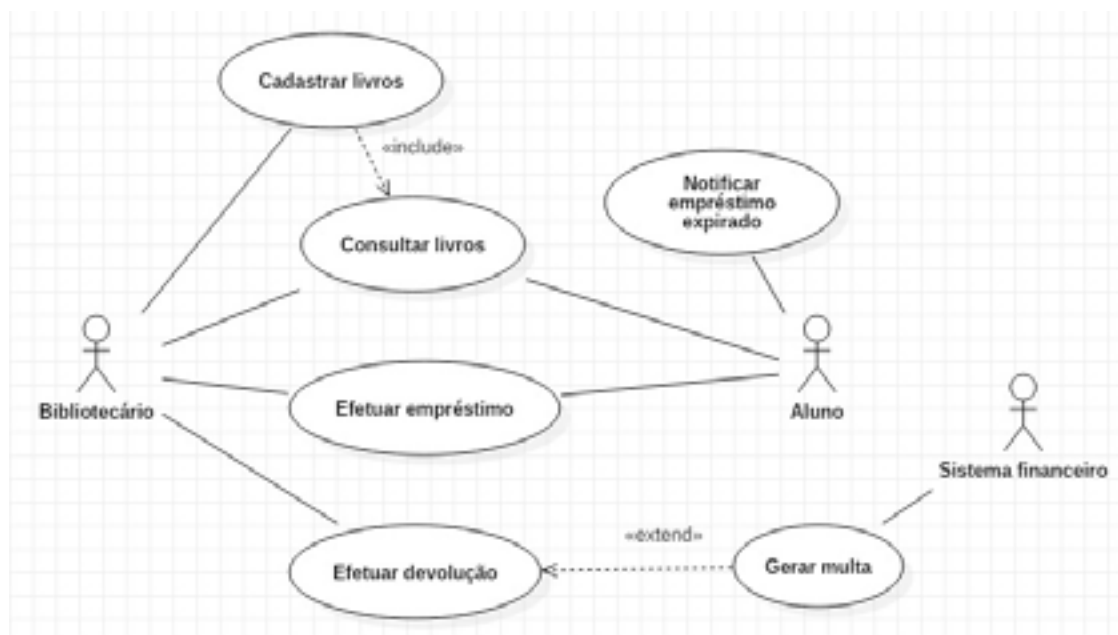 Cadastrar livros
«include»
Notificar
empréstimo
expirado
Consultar livros
Bibliotecário
Efetuar empréstimo
Aluno
Sistema financeiro
«extend»
Efetuar devolução
Gerar multa